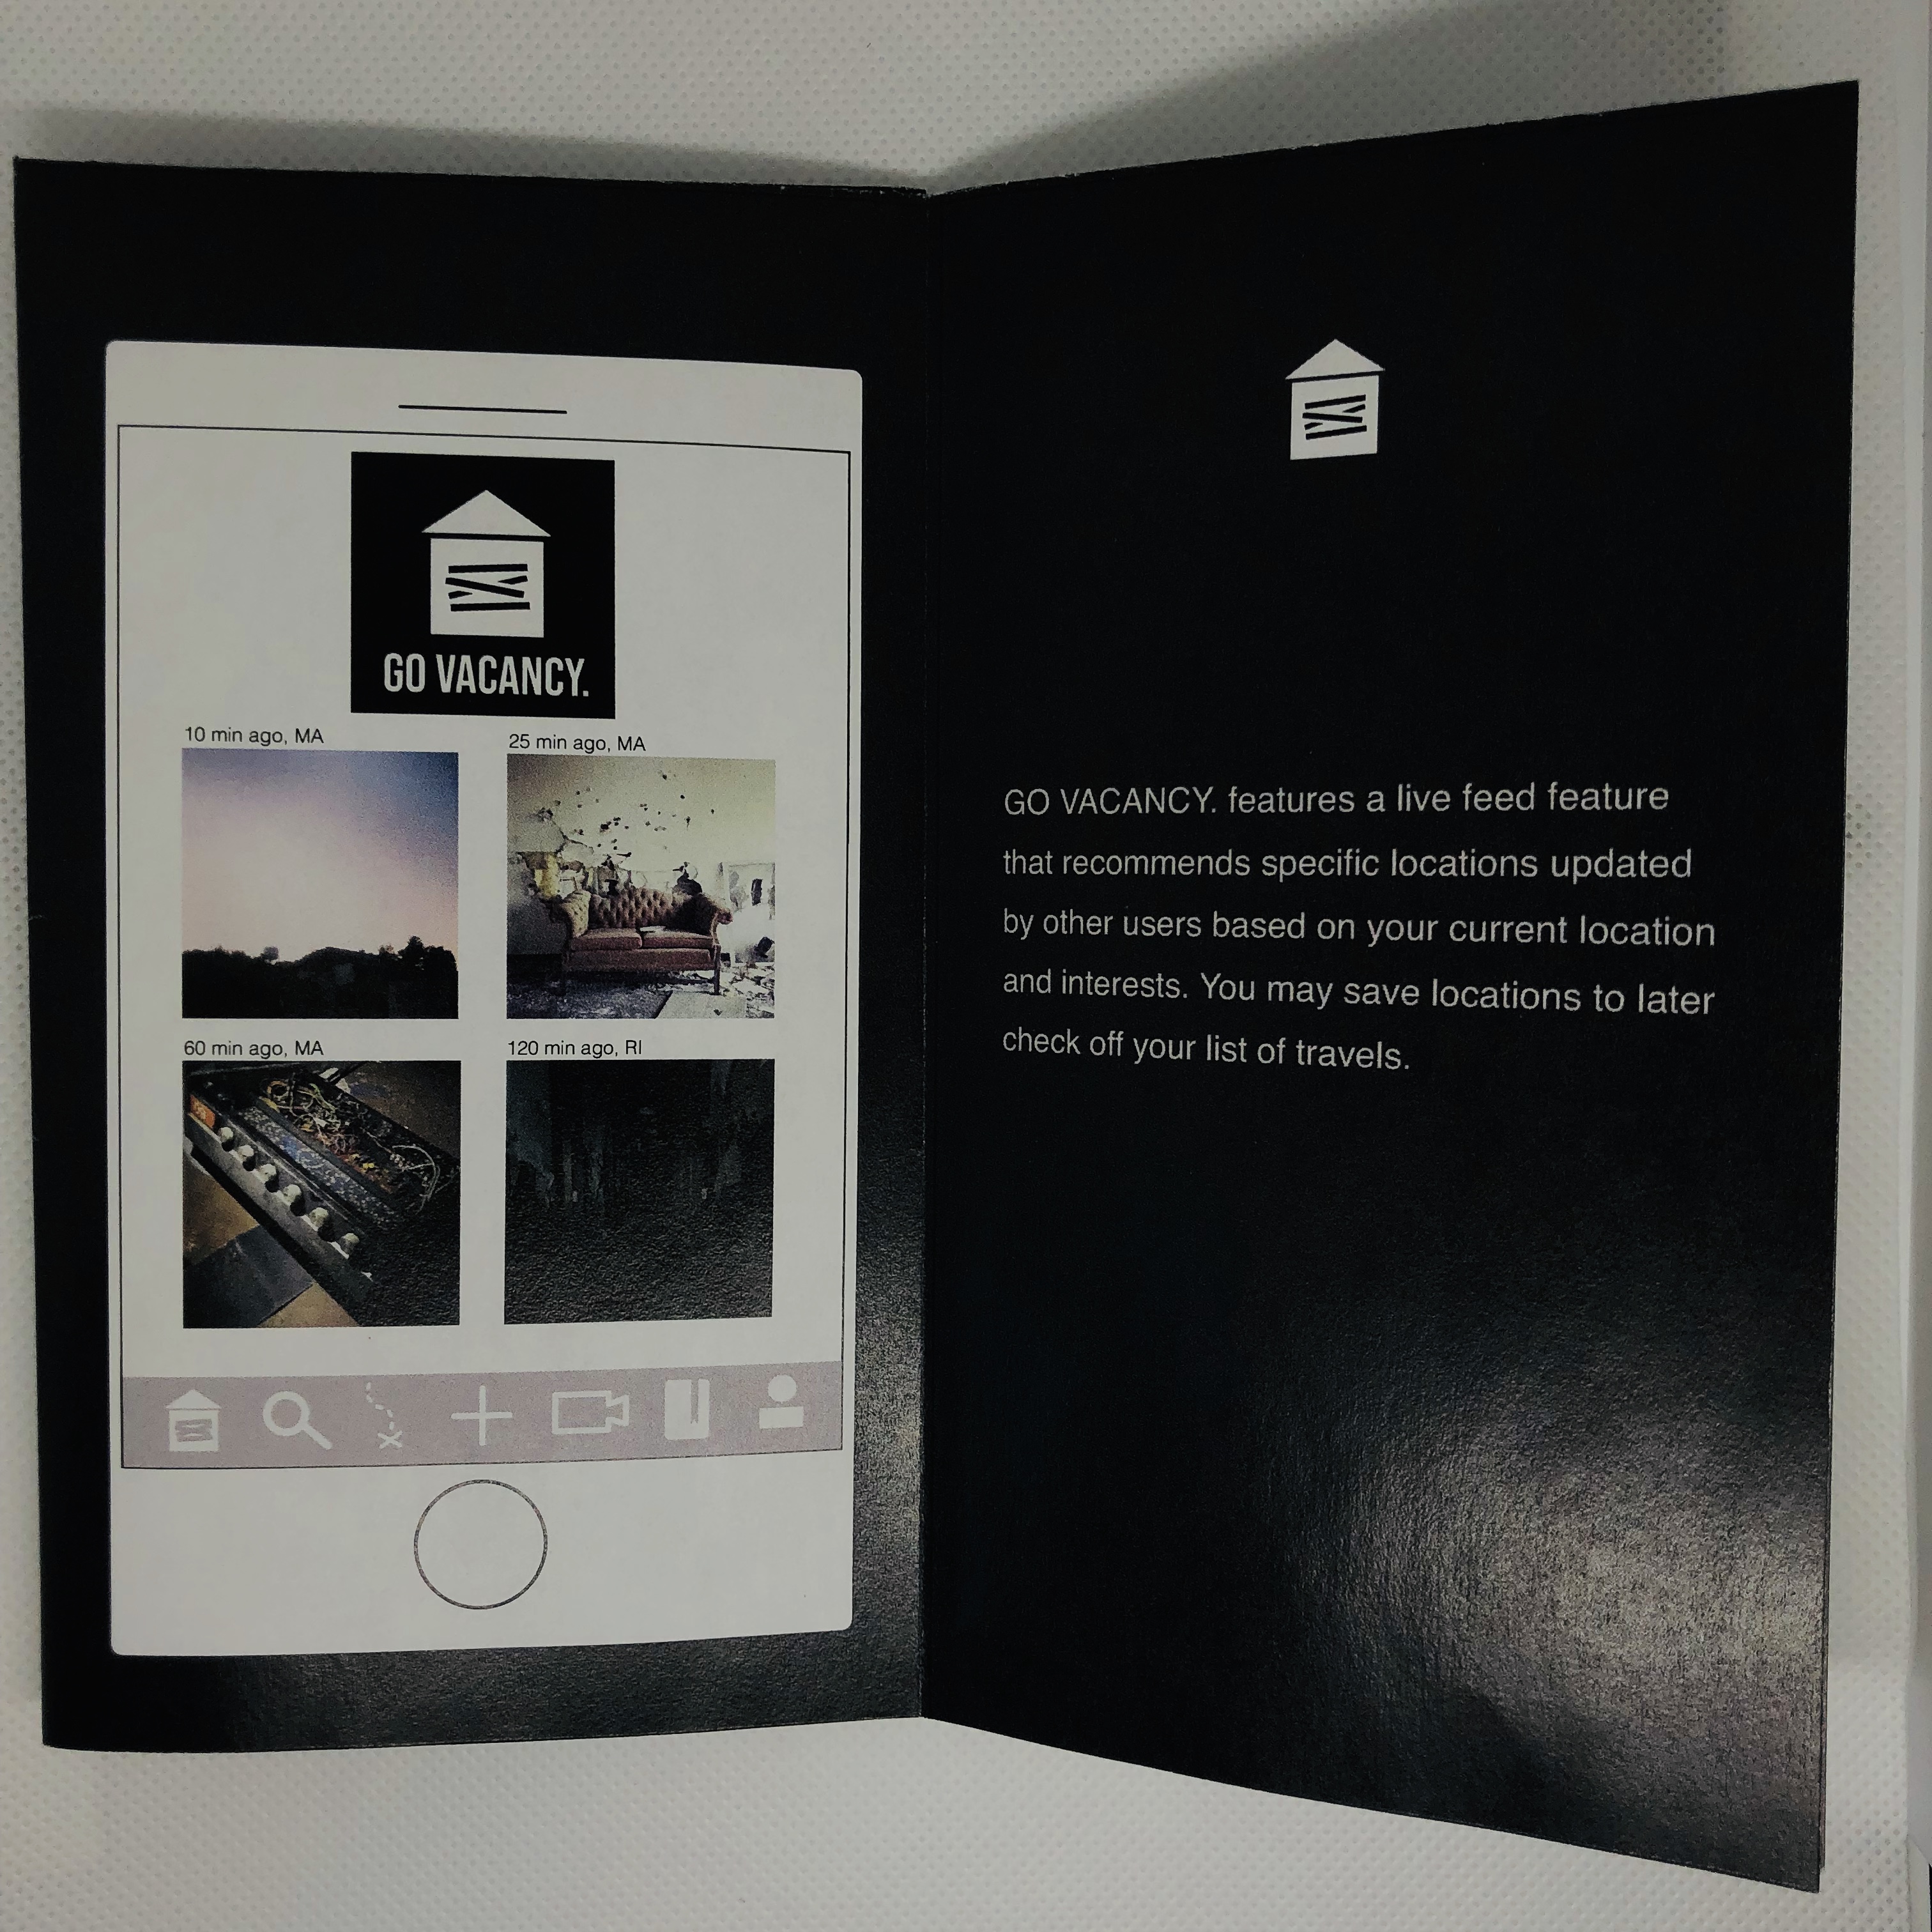 GO VACANCY.
10 min ago, MA
25 min ago, MA
60 min ago, MA
120 min ago, RI
GO VACANCY. features a live feed feature
that recommends specific locations updated
by other users based on your current location
and interests. You may save locations to later
check off your list of travels.